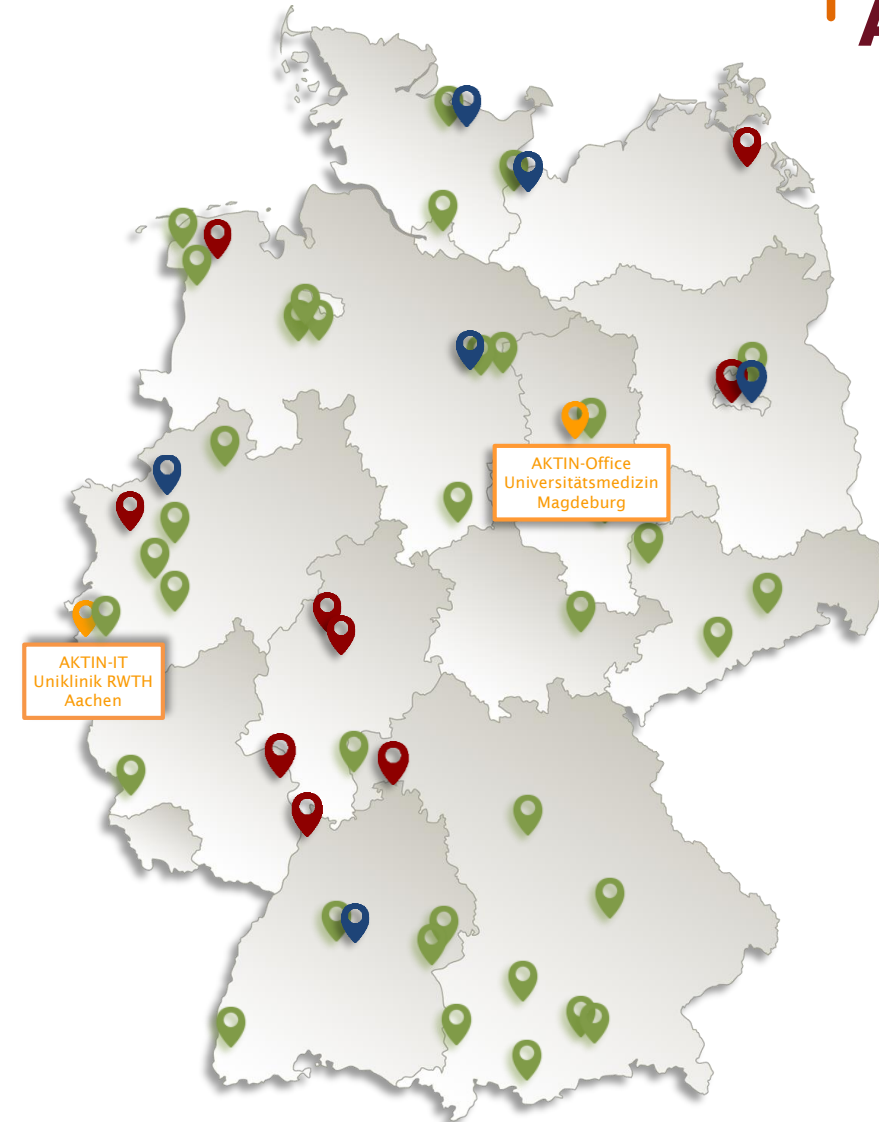 A
AKTIN-Office
Universitätsmedizin
Magdeburg
AKTIN-IT
Uniklinik RWTH
Aachen